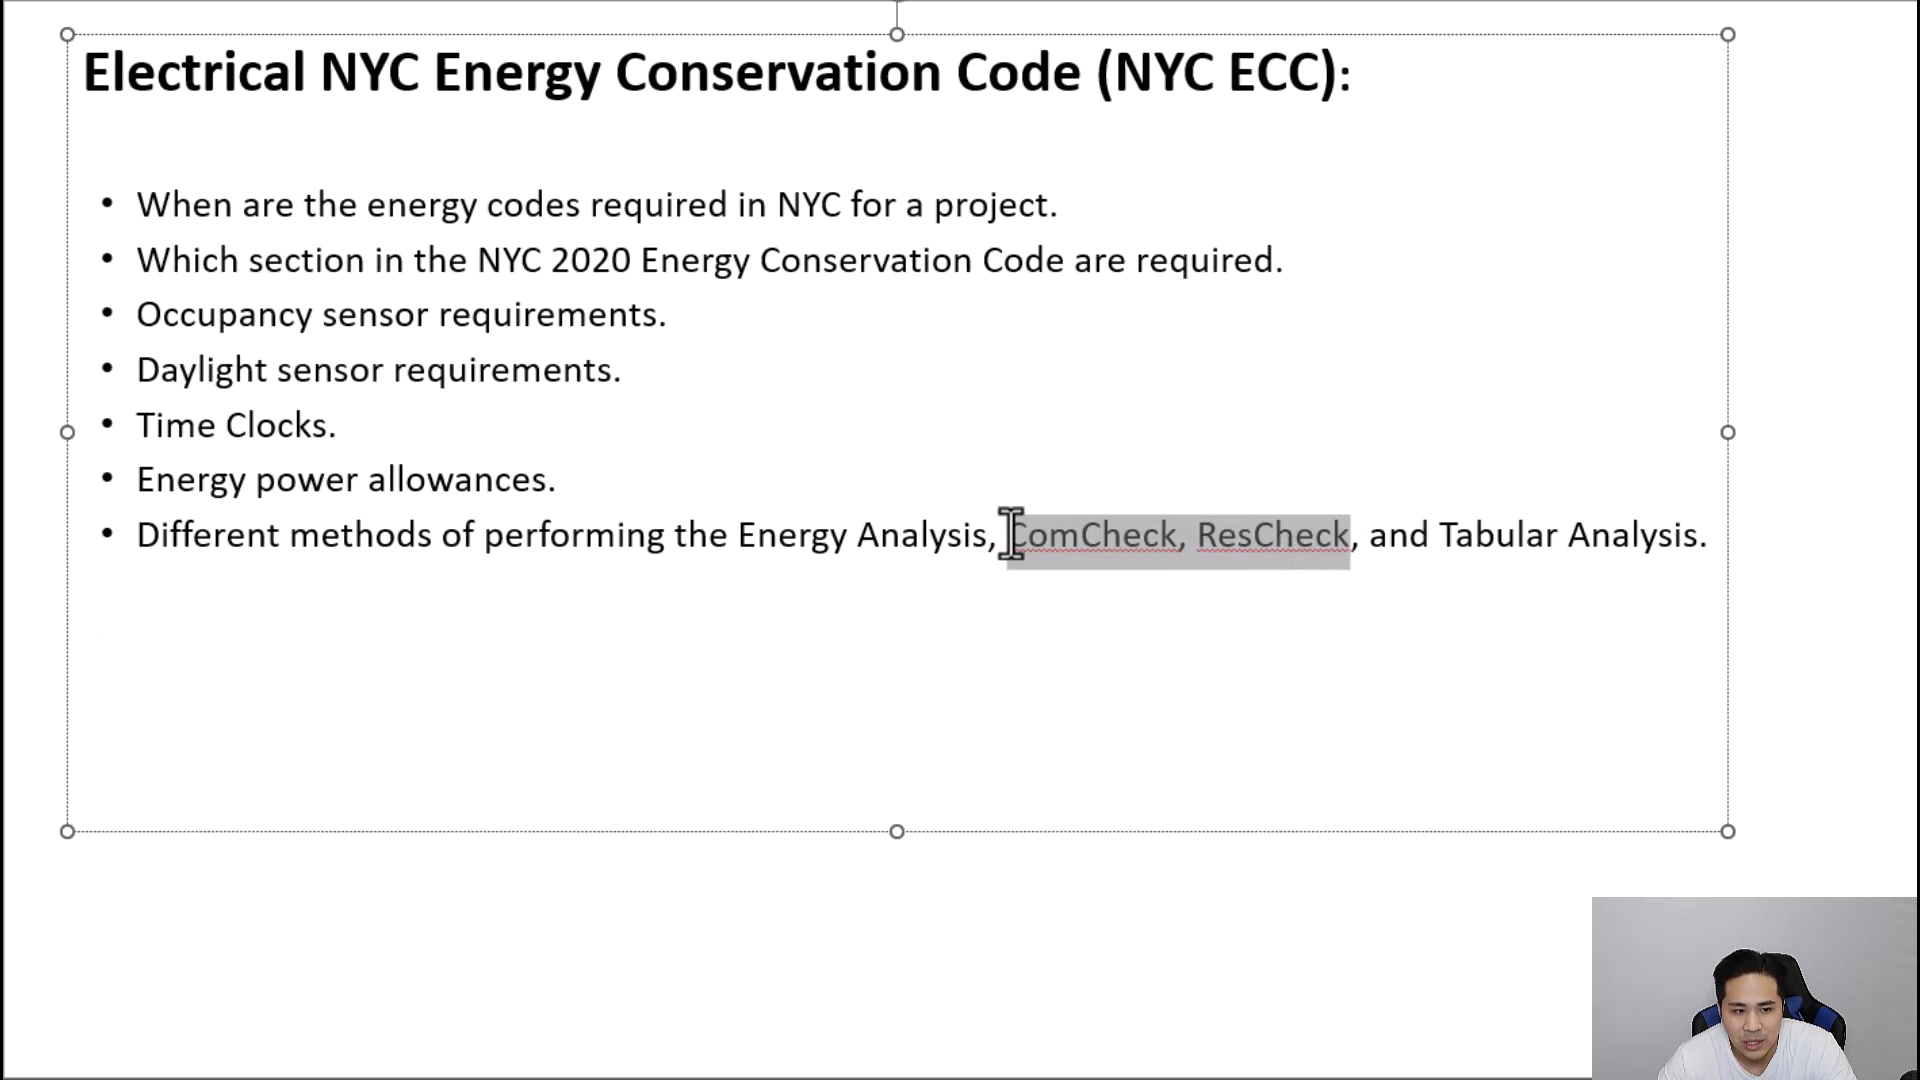 Electrical NYC Energy Conservation Code (NYC ECC):
• When are the energy codes required in NYC for a project.
• Which section in the NYC 2020 Energy Conservation Code are required.
• Occupancy sensor requirements.
• Daylight sensor requirements.
• Time Clocks.
• Energy power allowances.
• Different methods of performing the Energy Analysis, ComCheck, ResCheck, and Tabular Analysis.